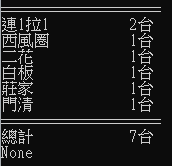 連1拉1 2台
西風圈 1台
二花 1台
白板 1台
莊家 1台
門清 1台
總計 7台
None